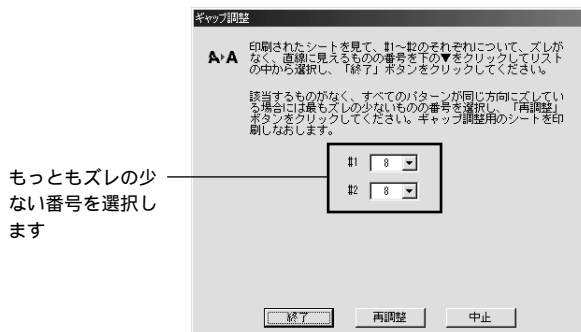 ギャップ調整
A▸A
印刷されたシートを見て、#1～#2のそれぞれについて、ズレが
なく、直線に見えるものの番号を下の▼をクリックしてリスト
の中から選択し、「終了」ボタンをクリックしてください。
該当するものがなく、すべてのパターンが同じ方向にズレてい
る場合には最もズレの少ないものの番号を選択し、「再調整」
ボタンをクリックしてください。ギャップ調整用のシートを印
刷しなおします。
#1 8
#2 8
もっともズレの少
ない番号を選択し
ます
終了 再調整 中止